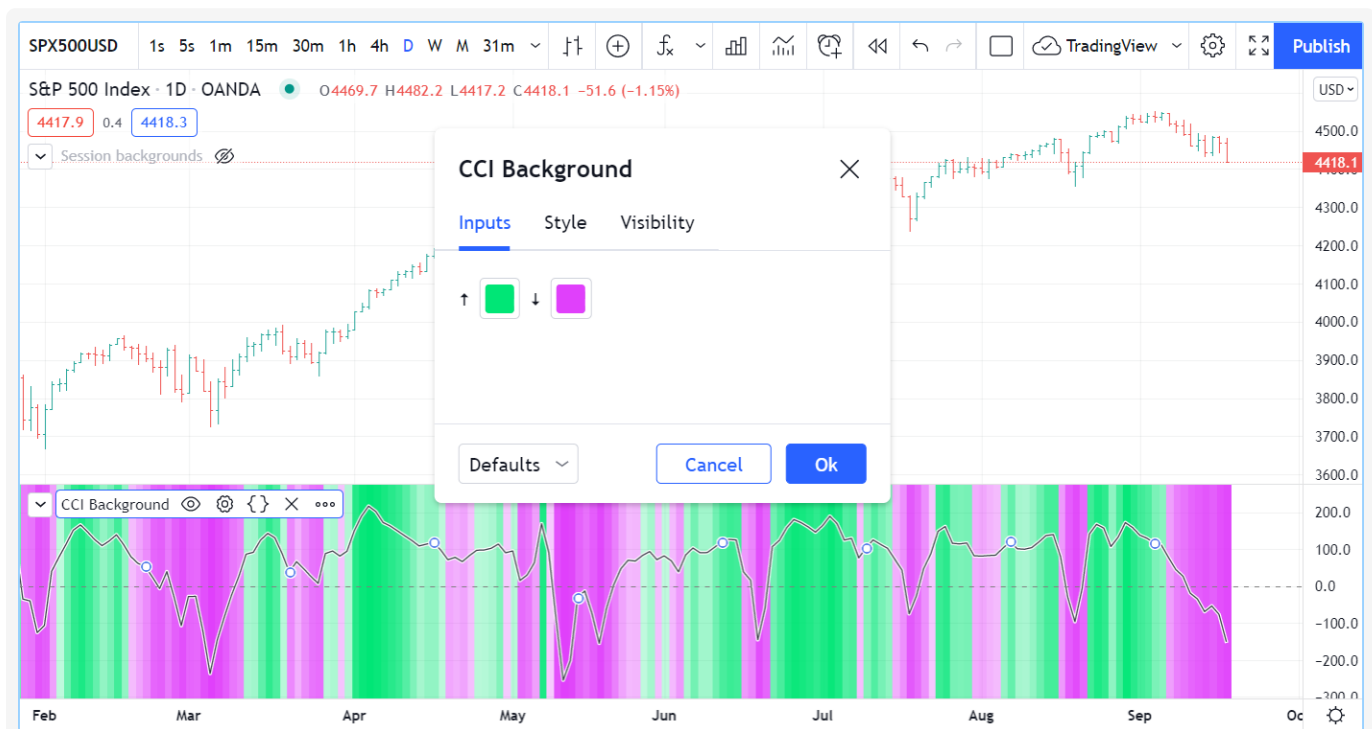 SPX500USD 1s 5s 1m 15m 30m 1h 4h D W M 31m fx TradingView Publish
S&P 500 Index · 1D · OANDA O4469.7 H4482.2 L4417.2 C4418.1 −51.6 (−1.15%) USD
4417.9 0.4 4418.3
Session backgrounds
4500.0
4418.1
4300.0
4200.0
4100.0
4000.0
3900.0
3800.0
3700.0
3600.0
CCI Background
Inputs Style Visibility
↑ ↓
Defaults Cancel Ok
CCI Background {}
200.0
100.0
0.0
−100.0
−200.0
−300.0
Feb Mar Apr May Jun Jul Aug Sep Oc